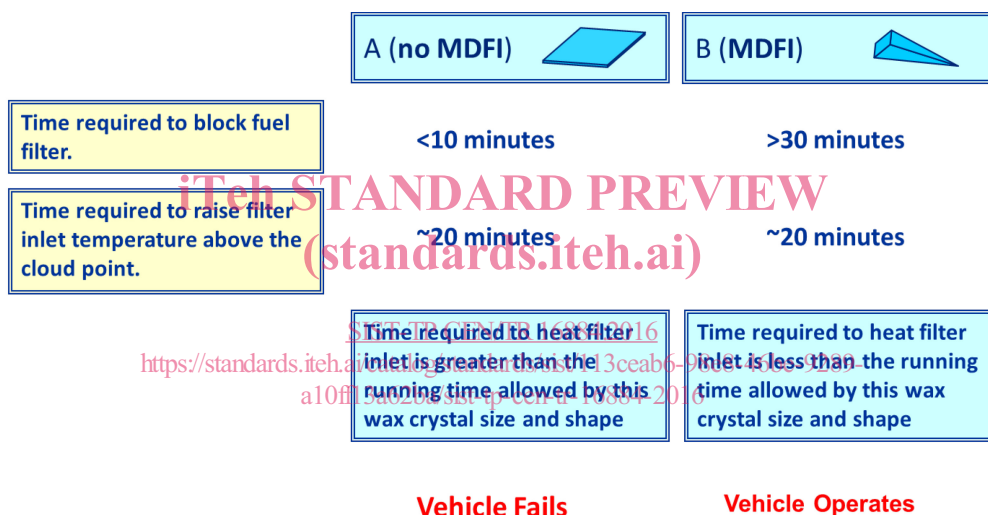 A (no MDFI)
B (MDFI)
Time required to block fuel
filter.
<10 minutes
>30 minutes
iTeh STANDARD PREVIEW
Time required to raise filter
inlet temperature above the
cloud point.
~20 minutes
~20 minutes
(standards.iteh.ai)
Time required to heat filter
inlet is greater than the
running time allowed by this
wax crystal size and shape
Time required to heat filter
inlet is less than the running
time allowed by this wax
crystal size and shape
SIST-TP CEN/TR 16884:2016
Vehicle Fails
Vehicle Operates